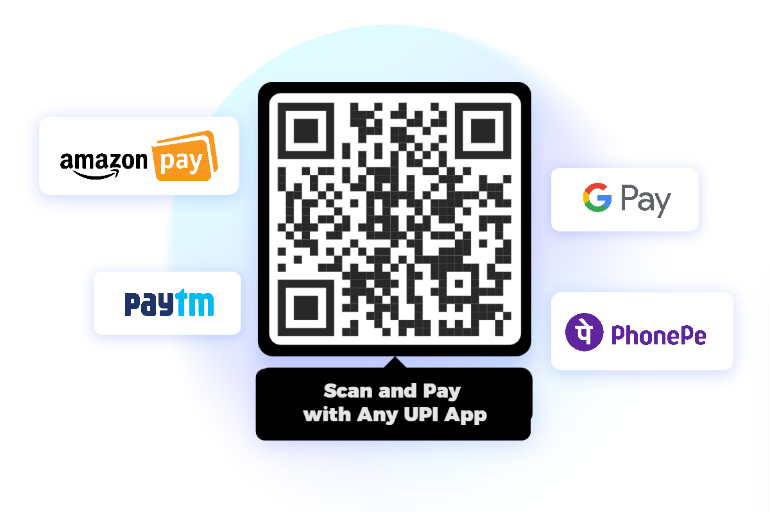 amazon pay
G Pay
paytm
पे PhonePe
Scan and Pay
with Any UPI App